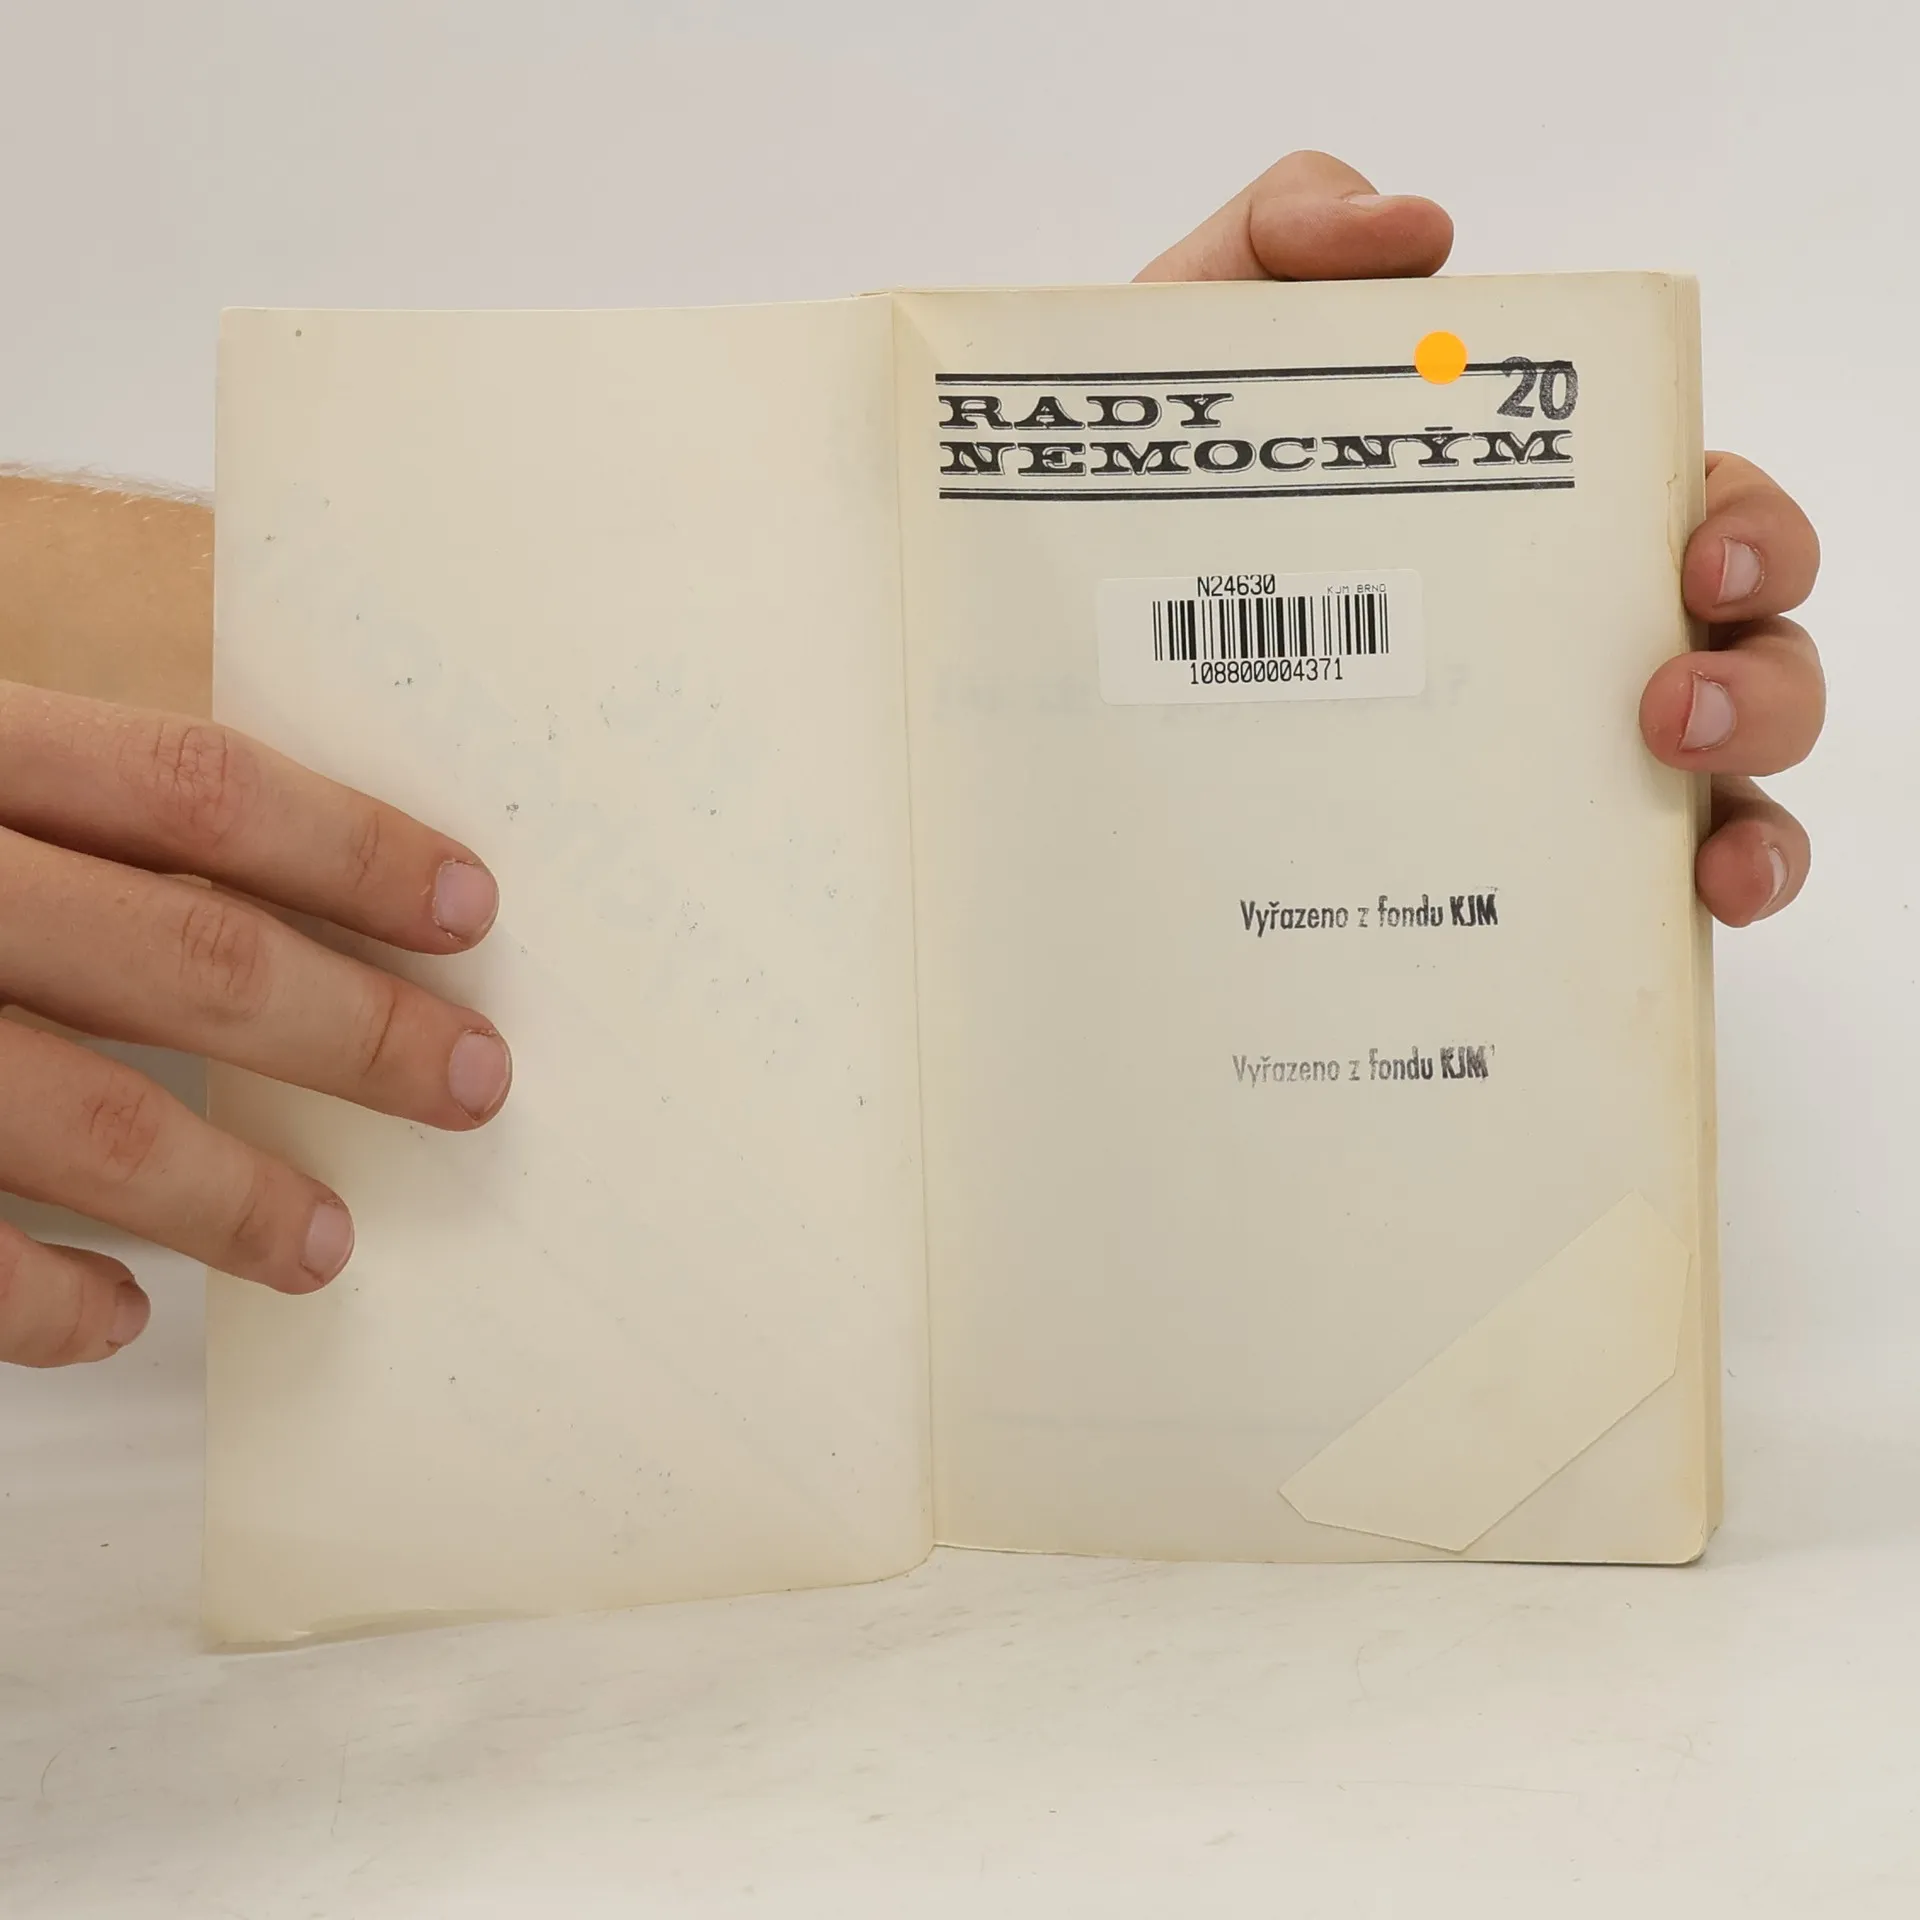 20
RADY
NEMOCNÝM
N24630
KJM BRNO
108800004371
Vyřazeno z fondu KJM
Vyřazeno z fondu KJM